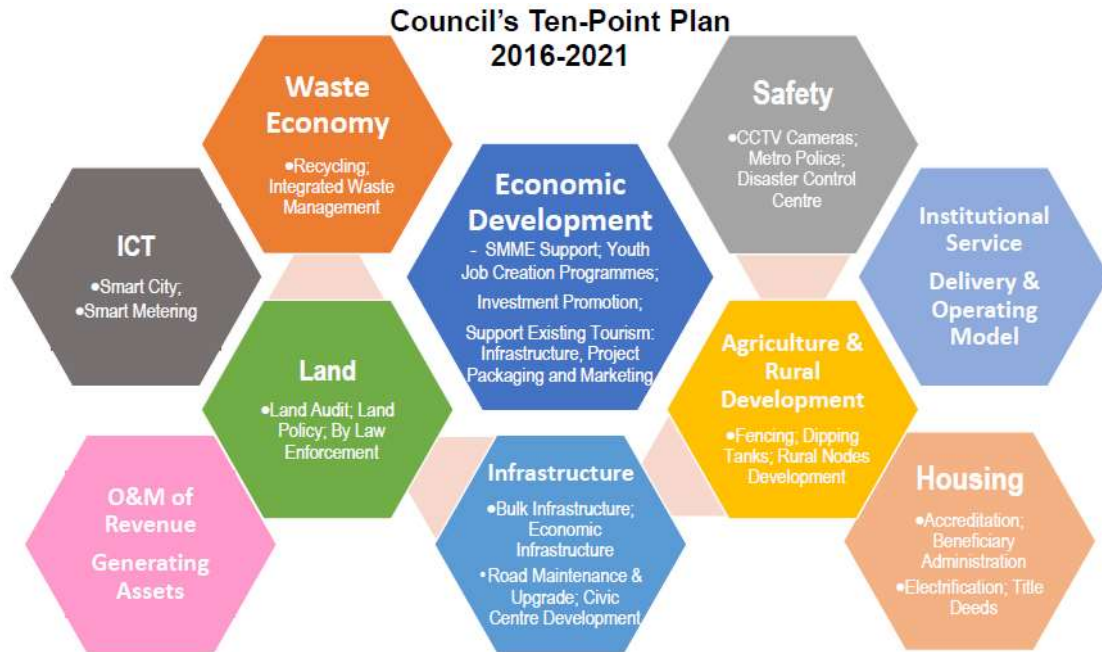 Council's Ten-Point Plan
2016-2021
Waste
Economy
•Recycling;
Integrated Waste
Management
Safety
•CCTV Cameras;
Metro Police;
Disaster Control
Centre
ICT
•Smart City;
•Smart Metering
Economic
Development
- SMME Support; Youth
Job Creation Programmes;
Investment Promotion;
Support Existing Tourism:
Infrastructure, Project
Packaging and Marketing
Institutional
Service
Delivery &
Operating
Model
Land
•Land Audit; Land
Policy; By Law
Enforcement
Agriculture &
Rural
Development
•Fencing; Dipping
Tanks; Rural Nodes
Development
O&M of
Revenue
Generating
Assets
Infrastructure
•Bulk Infrastructure;
Economic
Infrastructure
•Road Maintenance &
Upgrade; Civic
Centre Development
Housing
•Accreditation;
Beneficiary
Administration
•Electrification; Title
Deeds